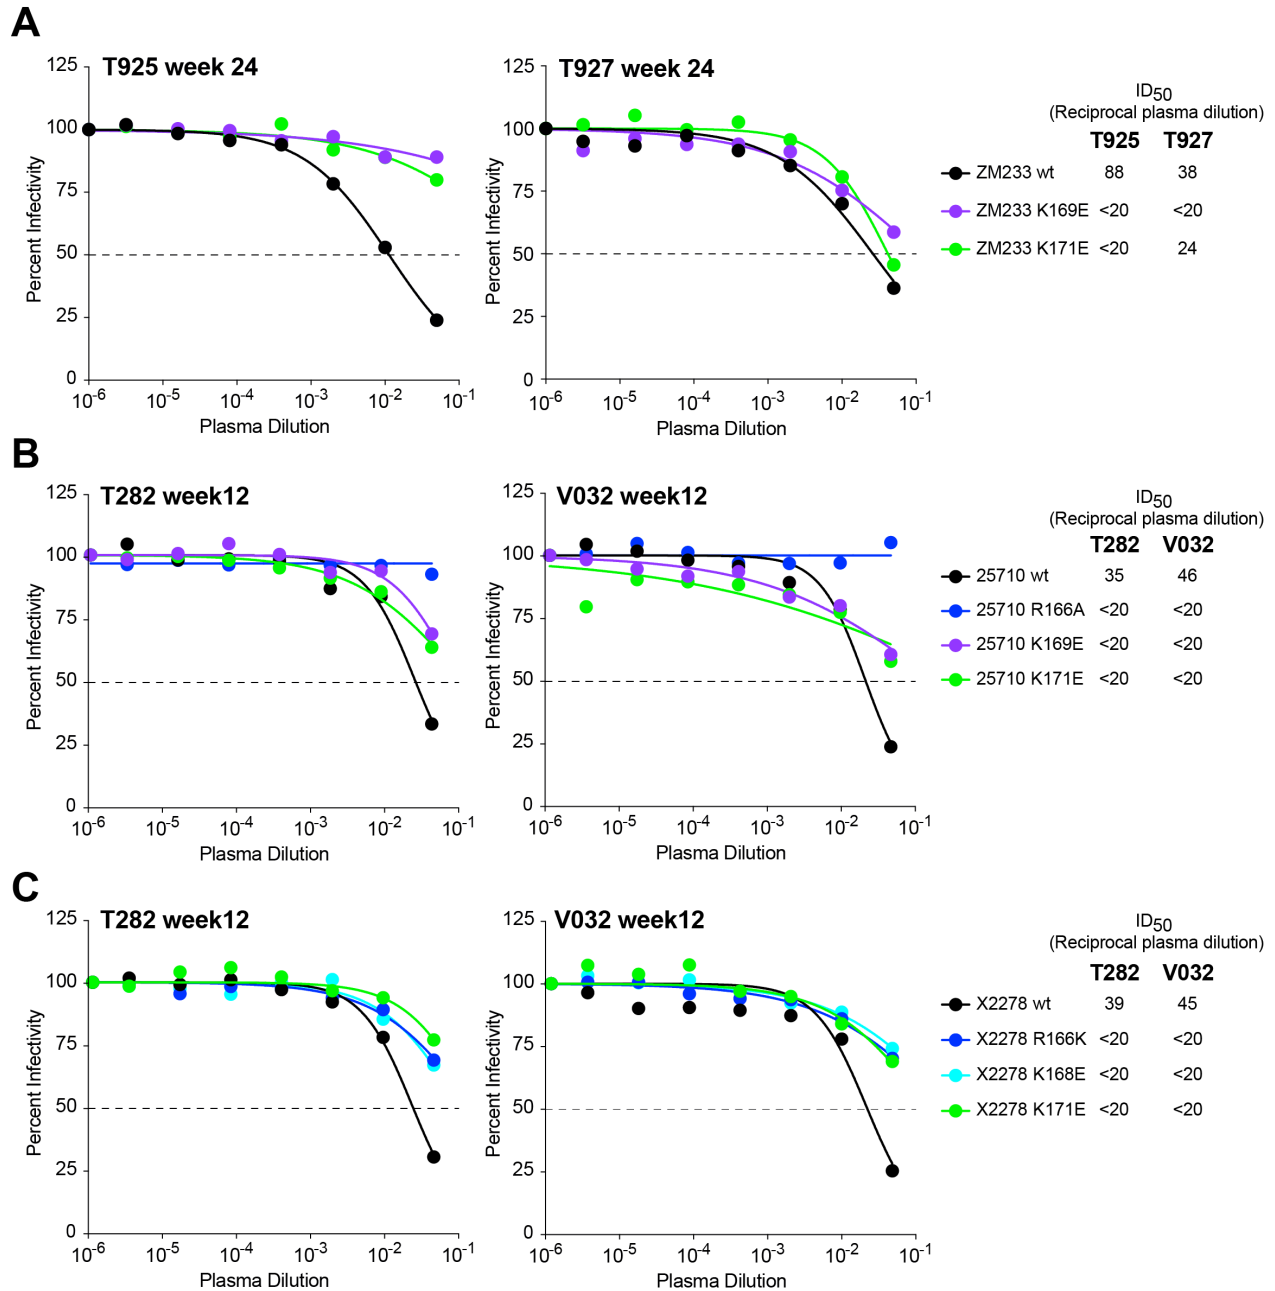 A
T925 week 24
T927 week 24
125
100
75
50
25
0
Percent Infectivity
10-6 10-5 10-4 10-3 10-2 10-1
Plasma Dilution
125
100
75
50
25
0
Percent Infectivity
10-6 10-5 10-4 10-3 10-2 10-1
Plasma Dilution
ID50
(Reciprocal plasma dilution)
T925 T927
ZM233 wt 88 38
ZM233 K169E <20 <20
ZM233 K171E <20 24
B
T282 week12
V032 week12
125
100
75
50
25
0
Percent Infectivity
10-6 10-5 10-4 10-3 10-2 10-1
Plasma Dilution
125
100
75
50
25
0
Percent Infectivity
10-6 10-5 10-4 10-3 10-2 10-1
Plasma Dilution
ID50
(Reciprocal plasma dilution)
T282 V032
25710 wt 35 46
25710 R166A <20 <20
25710 K169E <20 <20
25710 K171E <20 <20
C
T282 week12
V032 week12
125
100
75
50
25
0
Percent Infectivity
10-6 10-5 10-4 10-3 10-2 10-1
Plasma Dilution
125
100
75
50
25
0
Percent Infectivity
10-6 10-5 10-4 10-3 10-2 10-1
Plasma Dilution
ID50
(Reciprocal plasma dilution)
T282 V032
X2278 wt 39 45
X2278 R166K <20 <20
X2278 K168E <20 <20
X2278 K171E <20 <20